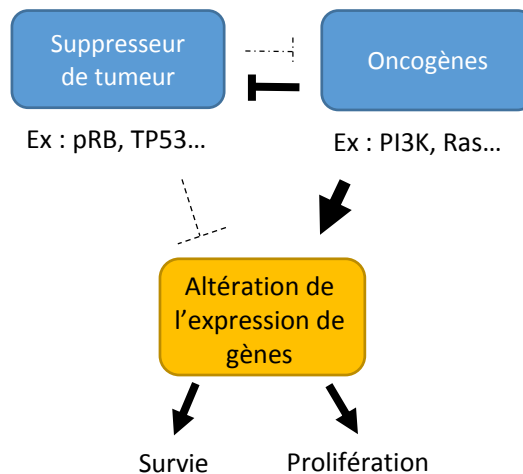 Suppresseur
de tumeur
Oncogènes
Ex : pRB, TP53…
Ex : PI3K, Ras…
Altération de
l’expression de
gènes
Survie
Prolifération